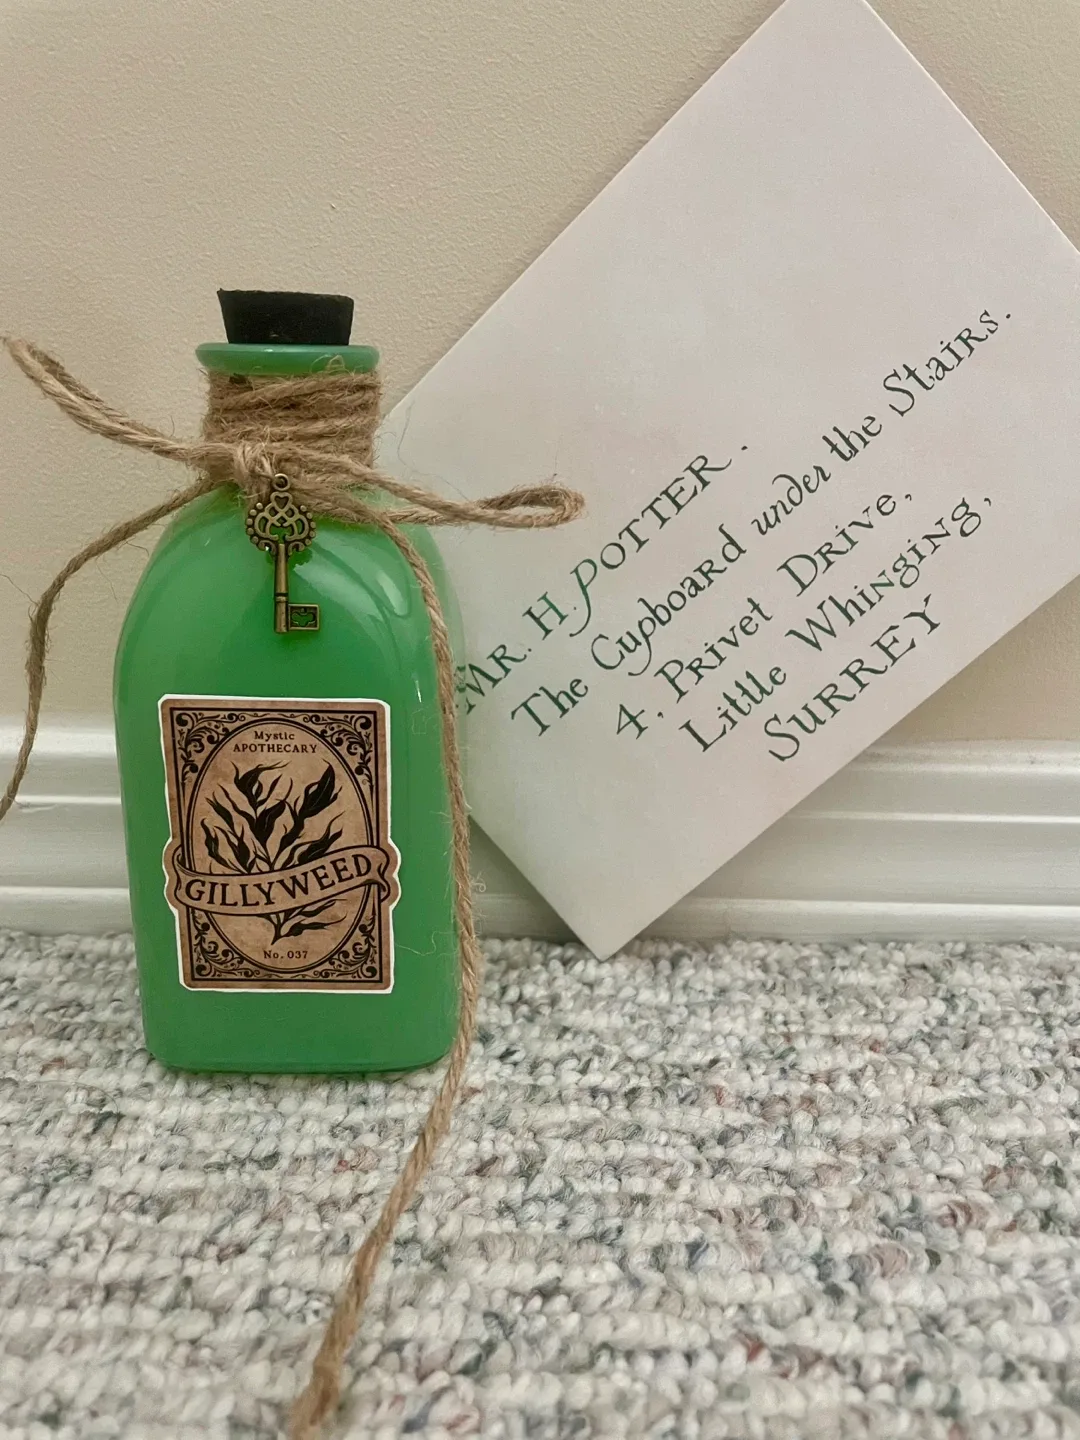 Mystic
APOTHECARY
GILLYWEED
No. 037
MR. H. POTTER.
The Cupboard under the Stairs.
4, Privet Drive,
Little Whinging,
SURREY